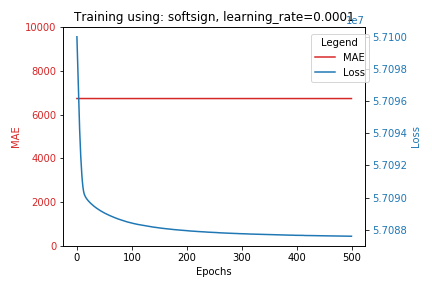 Training using: softsign, learning_rate=0.0001
1e7
10000
8000
6000
4000
2000
0
MAE
Legend
MAE
Loss
5.7100
5.7098
5.7096
5.7094
5.7092
5.7090
5.7088
Loss
0 100 200 300 400 500
Epochs